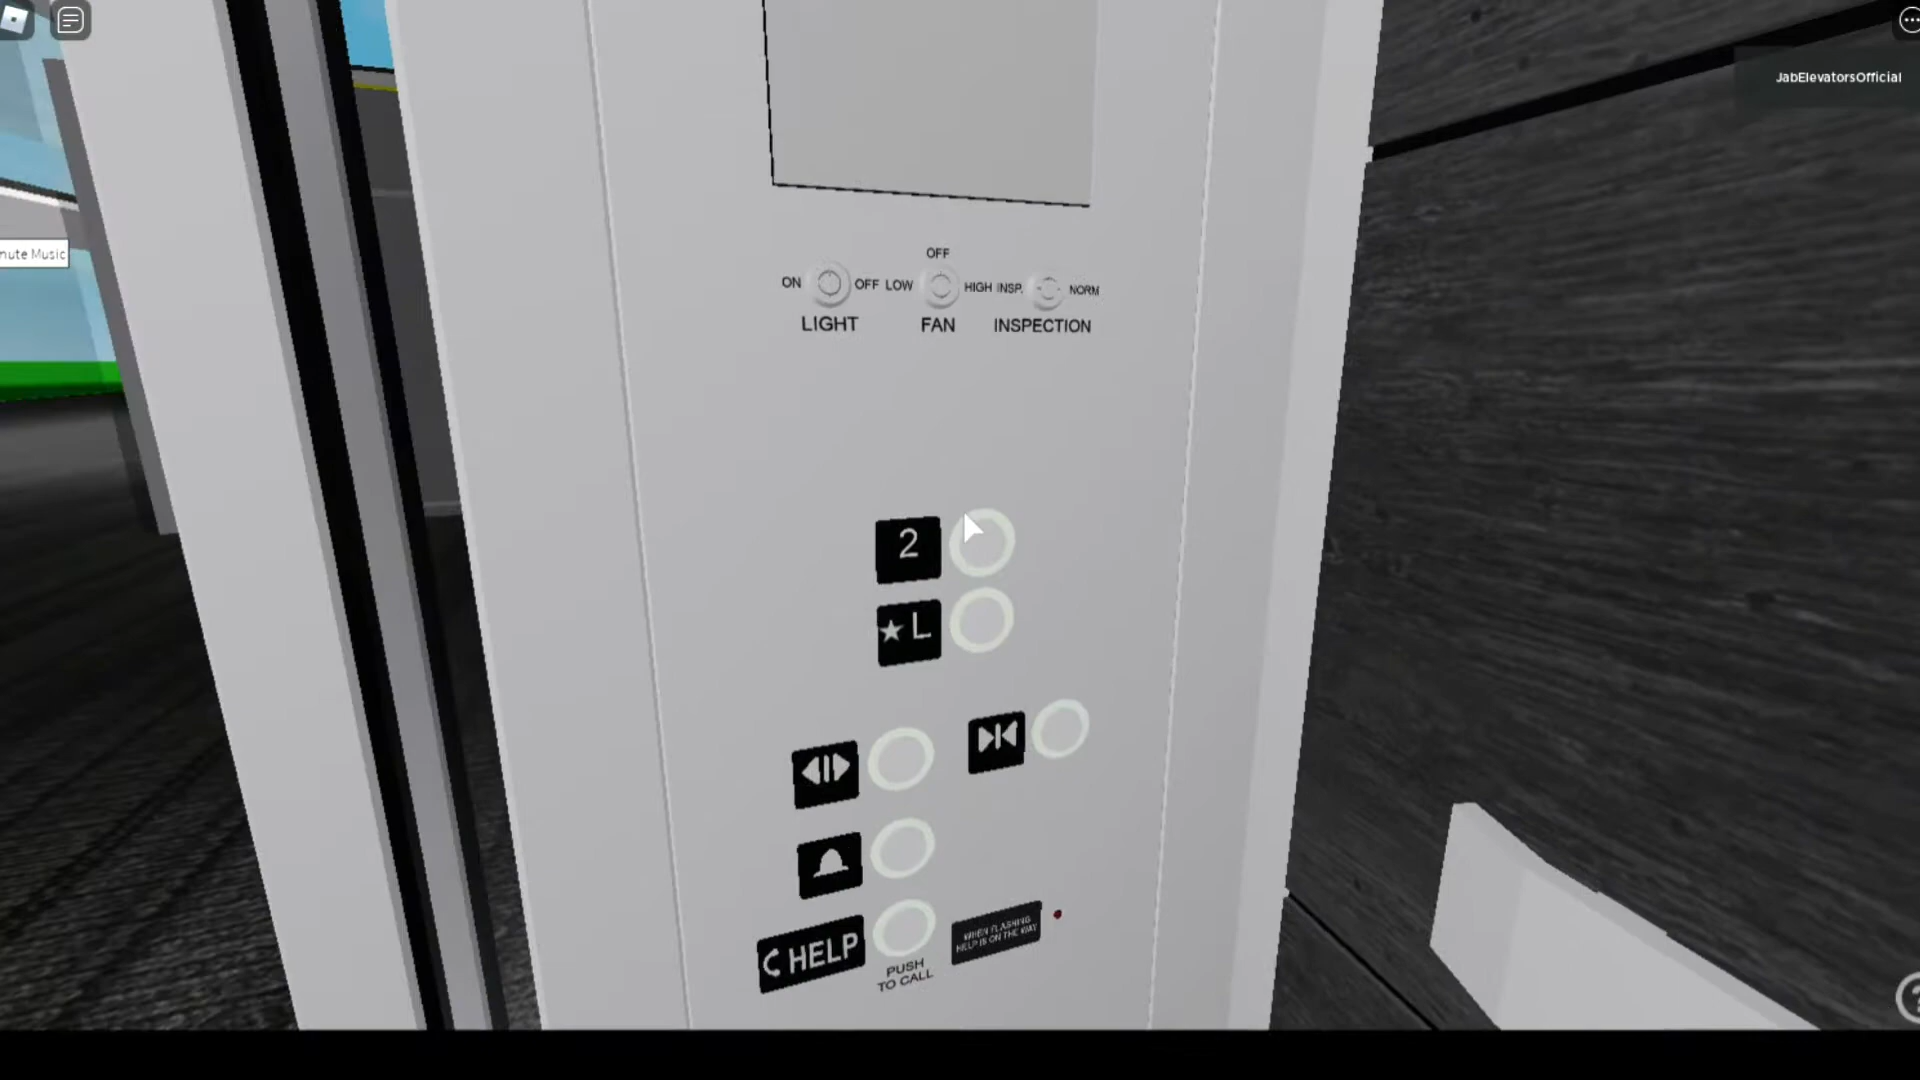 JabElevatorsOfficial
mute Music
OFF
ON OFF LOW HIGH INSP. NORM
LIGHT FAN INSPECTION
2
★L
HELP
PUSH
TO CALL
WHEN FLASHING
HELP IS ON THE WAY
?